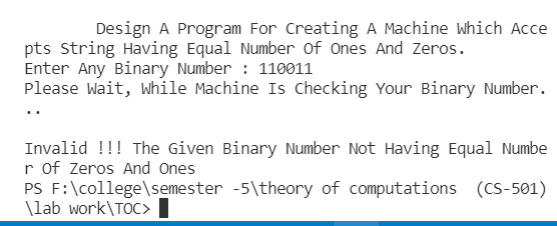 Design A Program For Creating A Machine Which Acce
pts String Having Equal Number Of Ones And Zeros.
Enter Any Binary Number : 110011
Please Wait, While Machine Is Checking Your Binary Number.
..
Invalid !!! The Given Binary Number Not Having Equal Numbe
r Of Zeros And Ones
PS F:\college\semester -5\theory of computations  (CS-501)
\lab work\TOC>